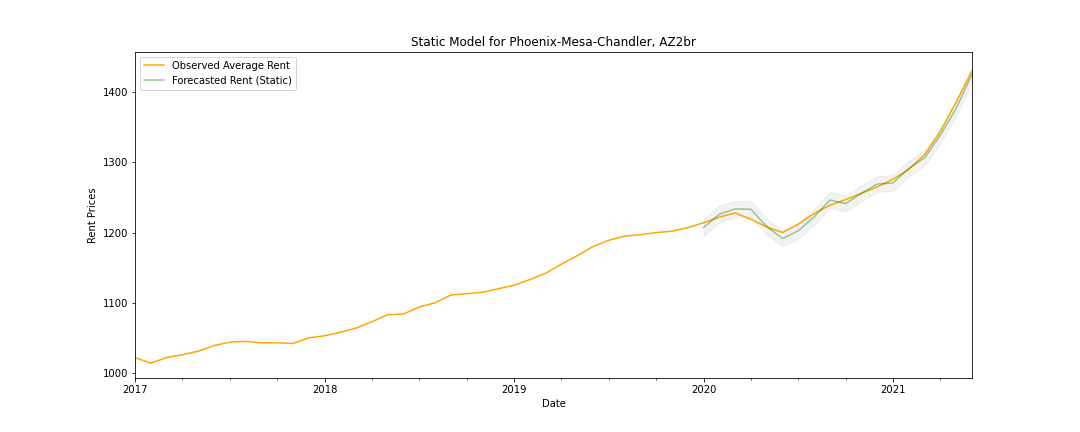 Static Model for Phoenix-Mesa-Chandler, AZ2br
Observed Average Rent
Forecasted Rent (Static)
Rent Prices
1400
1300
1200
1100
1000
2017 2018 2019 2020 2021
Date